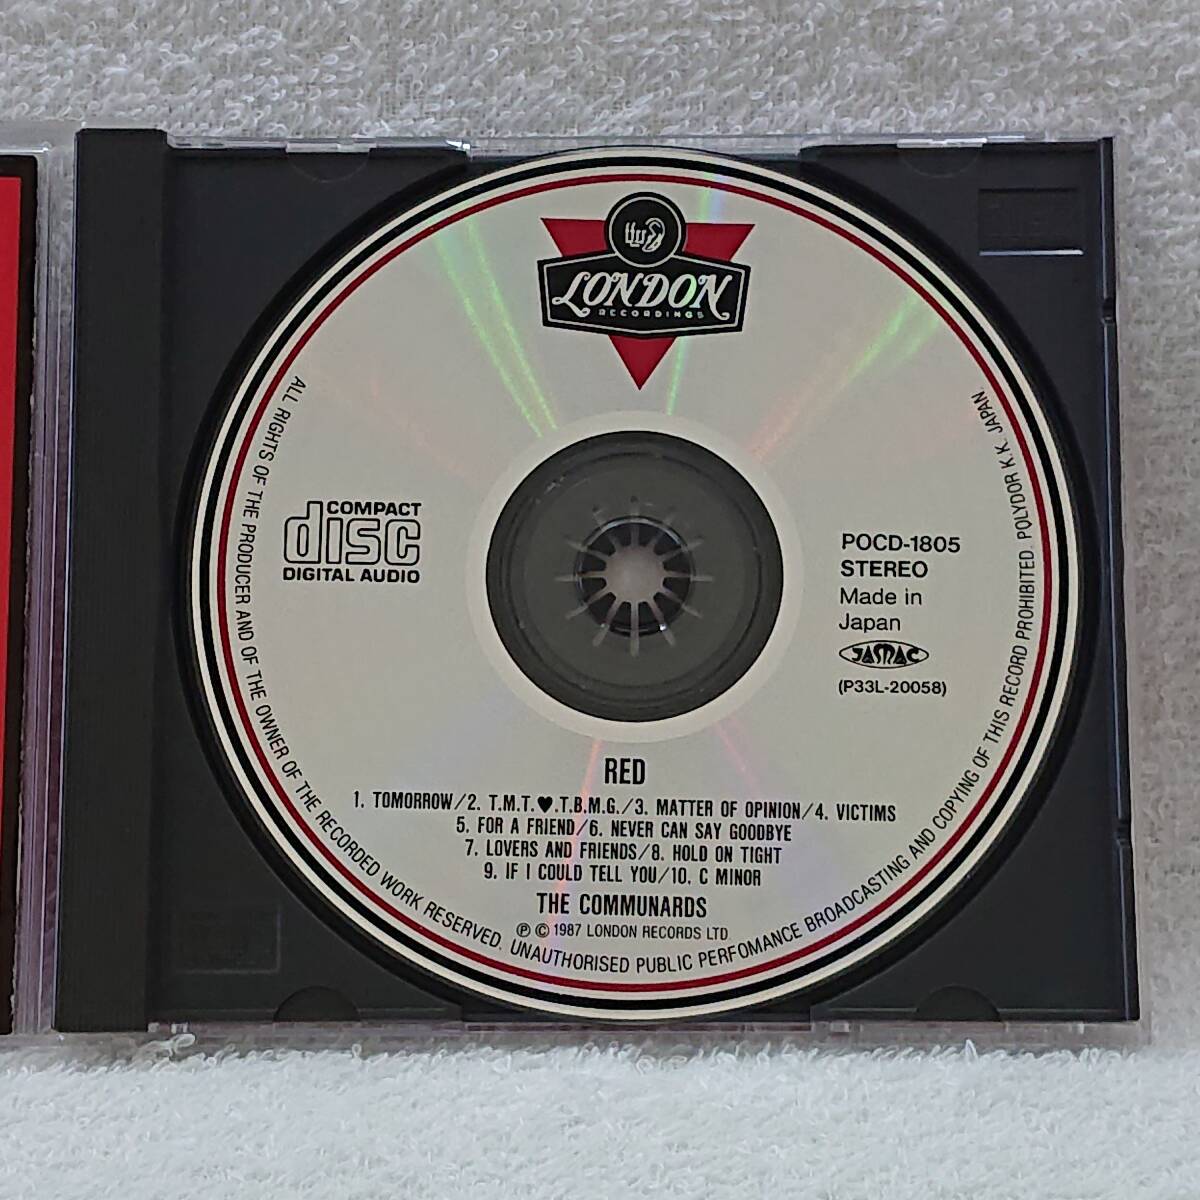 LONDON
RECORDINGS
COMPACT
disc
DIGITAL AUDIO
POCD-1805
STEREO
Made in
Japan
JASRAC
(P33L-20058)
RED
1. TOMORROW/2. T.M.T.♥.T.B.M.G./3. MATTER OF OPINION/4. VICTIMS
5. FOR A FRIEND/6. NEVER CAN SAY GOODBYE
7. LOVERS AND FRIENDS/8. HOLD ON TIGHT
9. IF I COULD TELL YOU/10. C MINOR
THE COMMUNARDS
℗ © 1987 LONDON RECORDS LTD.
ALL RIGHTS OF THE PRODUCER AND OF THE OWNER OF THE RECORDED WORK RESERVED. UNAUTHORISED PUBLIC PERFOMANCE BROADCASTING AND COPYING OF THIS RECORD PROHIBITED. POLYDOR K.K. JAPAN.